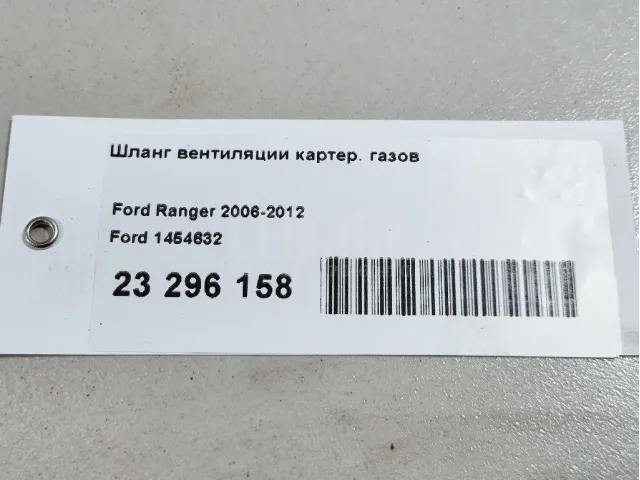 Шланг вентиляции картер. газов
Ford Ranger 2006-2012
Ford 1454632
23 296 158